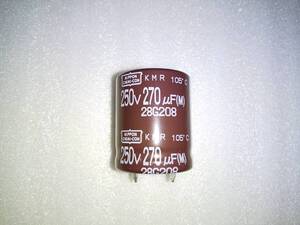 NIPPON
CHEMI-CON
KMR 105°C
250V 270 µF(M)
28G208
NIPPON
CHEMI-CON
KMR 105°C
250V 270 µF(M)
28G208